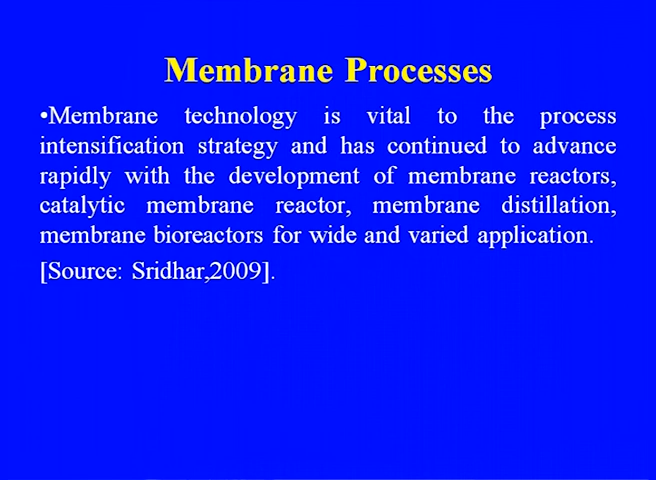 Membrane Processes
•Membrane technology is vital to the process
intensification strategy and has continued to advance
rapidly with the development of membrane reactors,
catalytic membrane reactor, membrane distillation,
membrane bioreactors for wide and varied application.
[Source: Sridhar,2009].